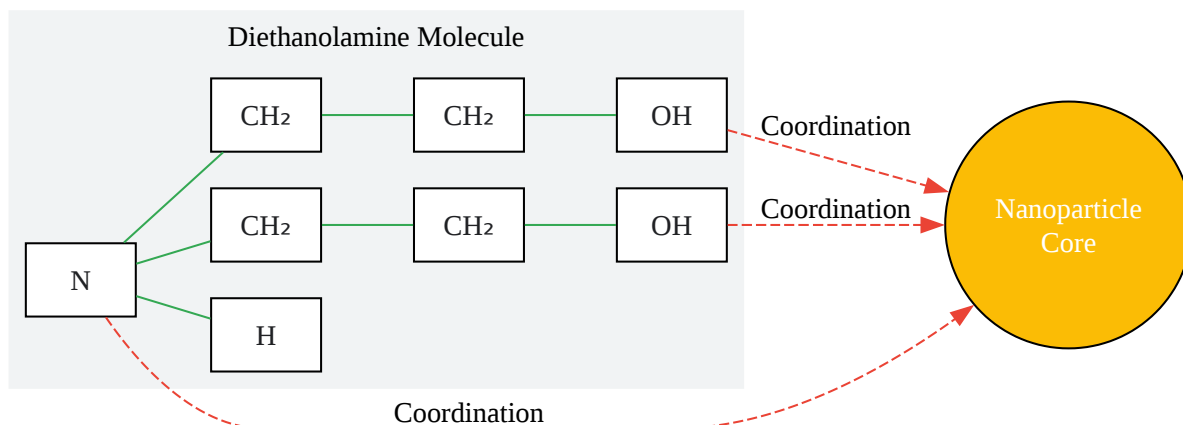 Diethanolamine Molecule
CH₂
CH₂
OH
Coordination
CH₂
CH₂
OH
Coordination
Nanoparticle
Core
N
H
Coordination